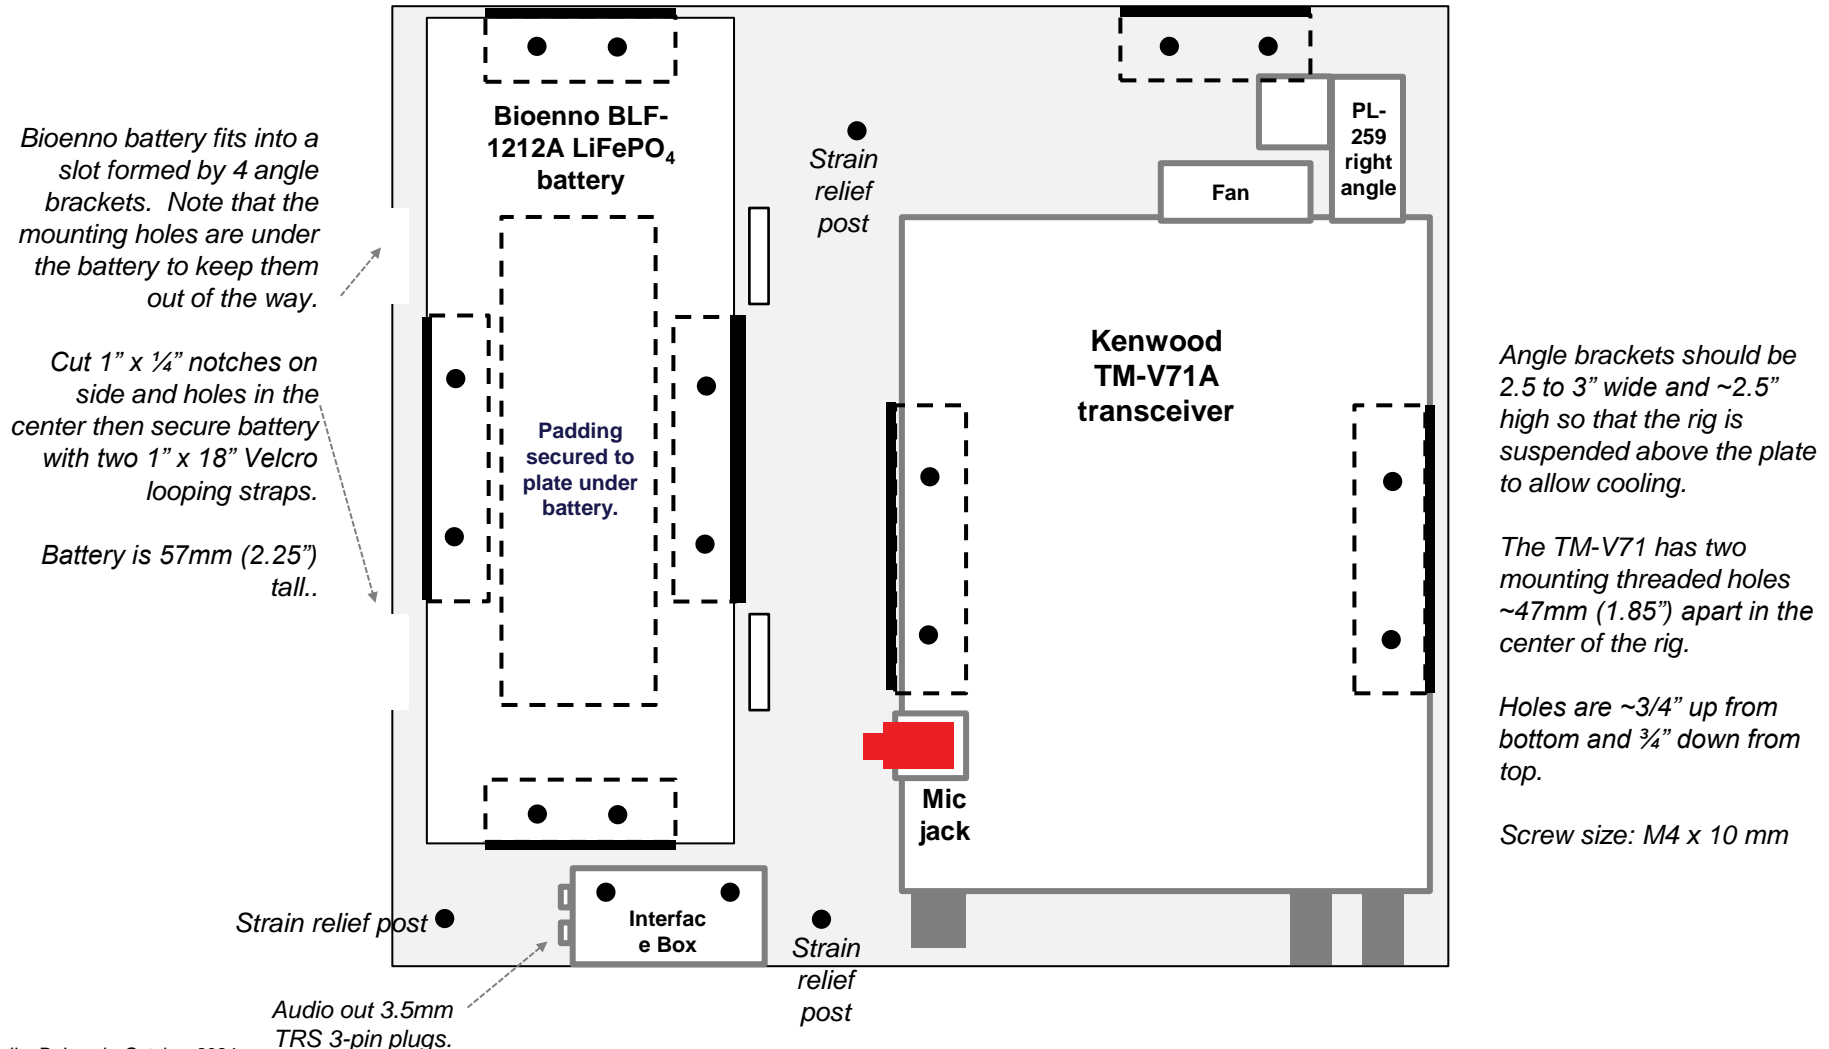 Bioenno battery fits into a
slot formed by 4 angle
brackets. Note that the
mounting holes are under
the battery to keep them
out of the way.
Cut 1” x ¼” notches on
side and holes in the
center then secure battery
with two 1” x 18” Velcro
looping straps.
Battery is 57mm (2.25”)
tall..
Bioenno BLF-
1212A LiFePO4
battery
Padding
secured to
plate under
battery.
Strain
relief
post
Fan
PL-
259
right
angle
Kenwood
TM-V71A
transceiver
Mic
jack
Angle brackets should be
2.5 to 3” wide and ~2.5”
high so that the rig is
suspended above the plate
to allow cooling.
The TM-V71 has two
mounting threaded holes
~47mm (1.85”) apart in the
center of the rig.
Holes are ~3/4” up from
bottom and ¾” down from
top.
Screw size: M4 x 10 mm
Strain relief post
Interfac
e Box
Strain
relief
post
Audio out 3.5mm
TRS 3-pin plugs.